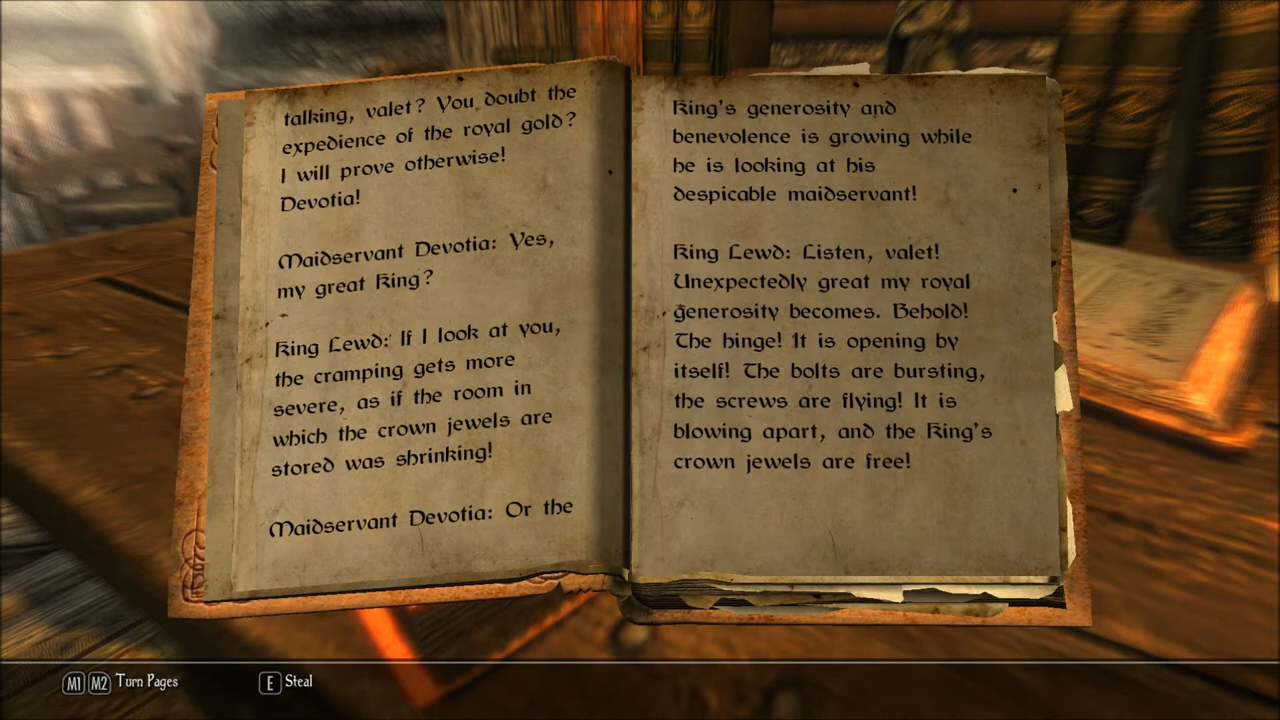 talking, valet? You doubt the
expedience of the royal gold?
I will prove otherwise!
Devotia!
Maidservant Devotia: Yes,
my great King?
King Lewd: If I look at you,
the cramping gets more
severe, as if the room in
which the crown jewels are
stored was shrinking!
Maidservant Devotia: Or the
King's generosity and
benevolence is growing while
he is looking at his
despicable maidservant!
King Lewd: Listen, valet!
Unexpectedly great my royal
generosity becomes. Behold!
The hinge! It is opening by
itself! The bolts are bursting,
the screws are flying! It is
blowing apart, and the King's
crown jewels are free!
M1 M2 Turn Pages
E Steal